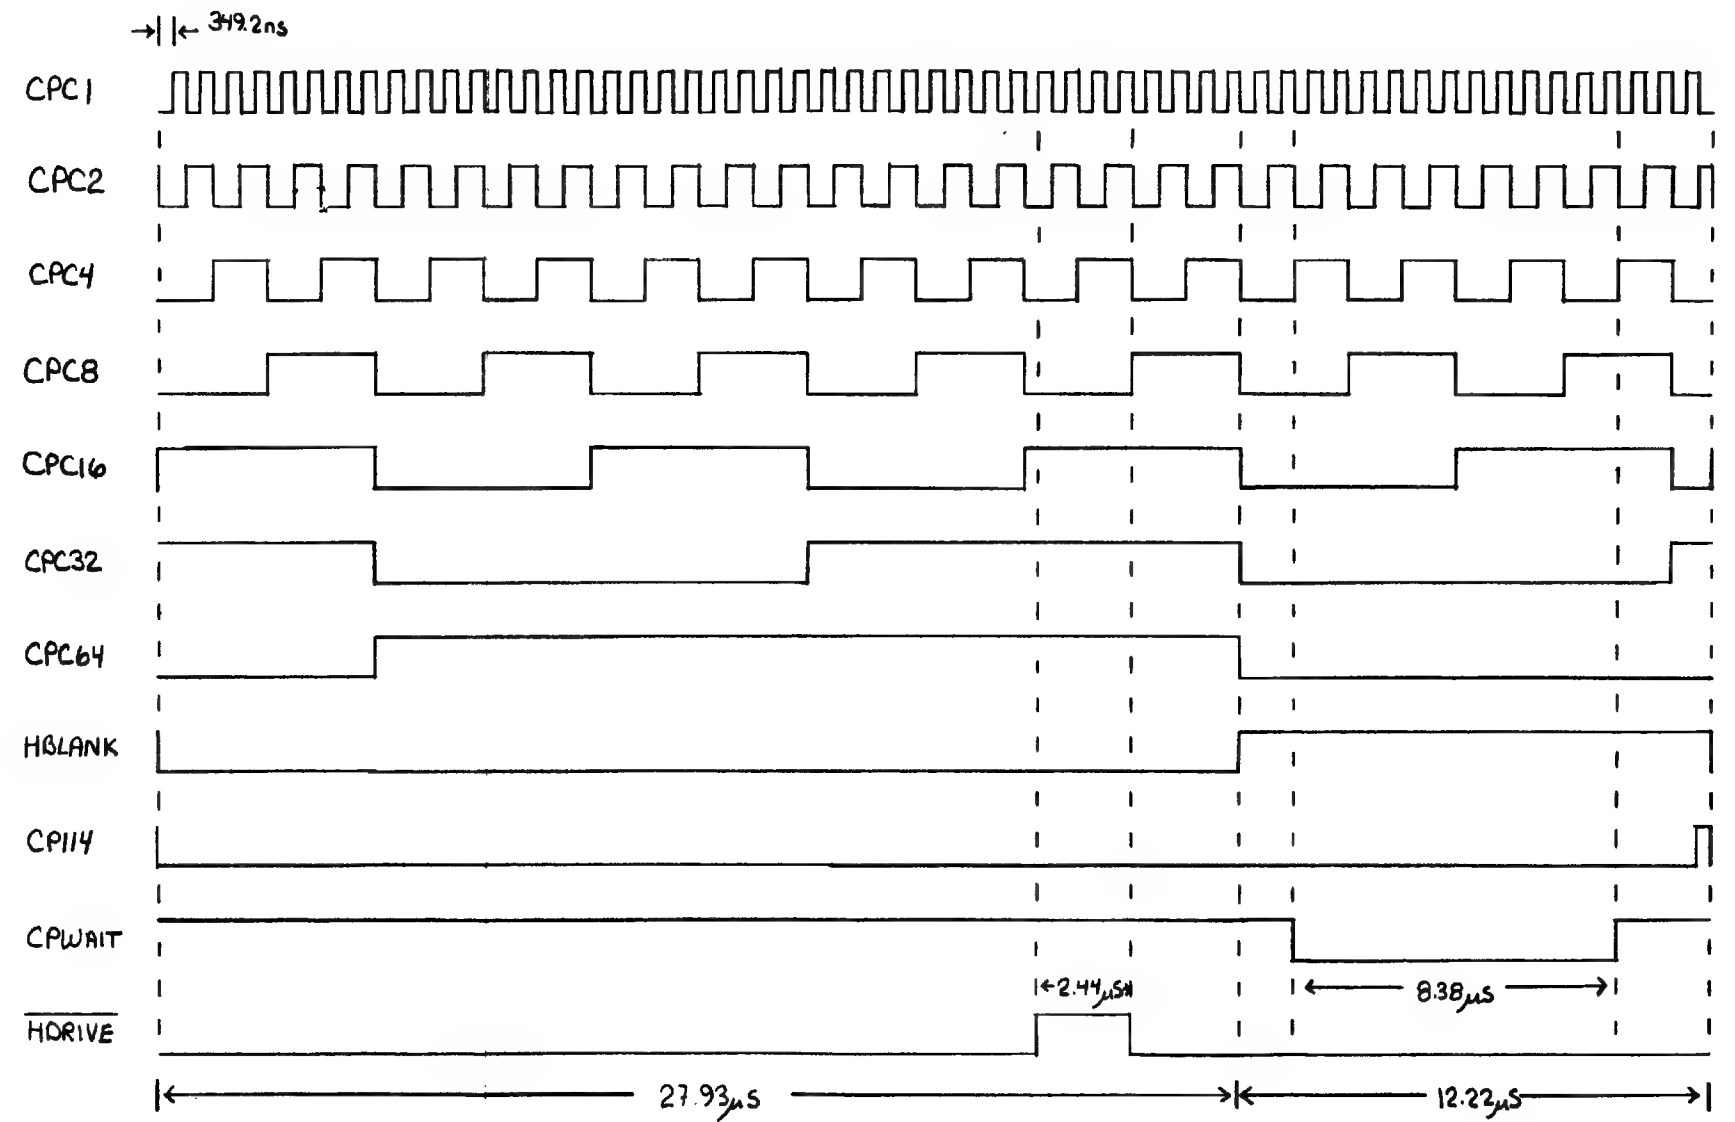 349.2ns
CPC1
CPC2
CPC4
CPC8
CPC16
CPC32
CPC64
HBLANK
CP114
CPWAIT
2.44µS
8.38µS
HDRIVE
27.93µS
12.22µS